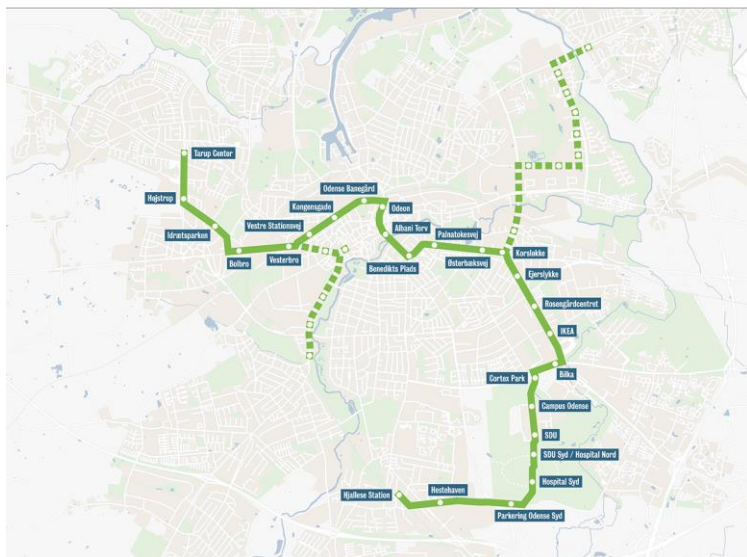 Tarup Center
Højstrup
Idrætsparken
Bolbro
Vesterbro
Vestre Stationsvej
Kongensgade
Odense Banegård
Odeon
Albani Torv
Benedikts Plads
Palnatokesvej
Østerbæksvej
Korsløkke
Ejerslykke
Rosengårdcentret
IKEA
Bilka
Cortex Park
Campus Odense
SDU
SDU Syd / Hospital Nord
Hospital Syd
Parkering Odense Syd
Hestehaven
Hjallese Station